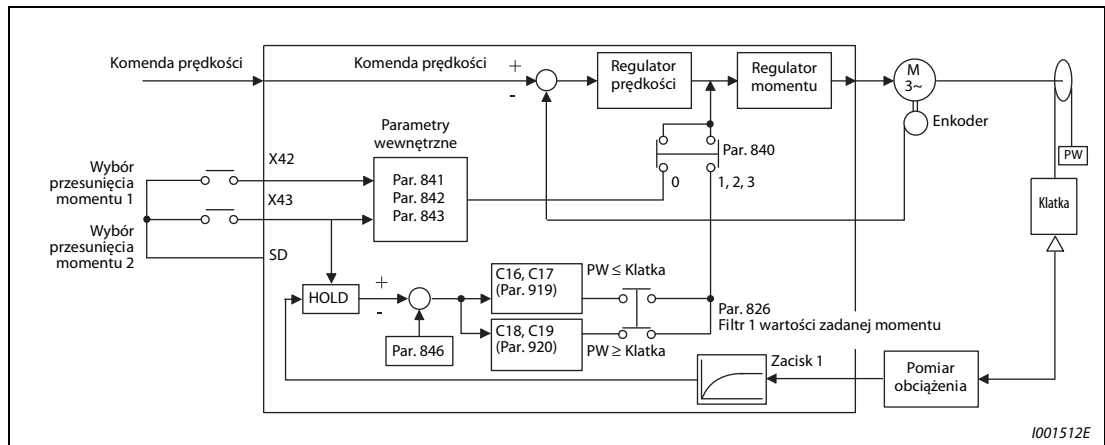 Komenda prędkości
Komenda prędkości
+
-
Regulator
prędkości
Regulator
momentu
M
3~
Enkoder
Parametry
wewnętrzne
Par. 840
PW
Wybór
przesunięcia
momentu 1
X42
Par. 841
Par. 842
Par. 843
0
1, 2, 3
Klatka
X43
Wybór
przesunięcia
momentu 2
SD
HOLD
+
-
C16, C17
(Par. 919)
PW ≤ Klatka
Par. 826
Filtr 1 wartości zadanej momentu
Par. 846
C18, C19
(Par. 920)
PW ≥ Klatka
Zacisk 1
Pomiar
obciążenia
I001512E